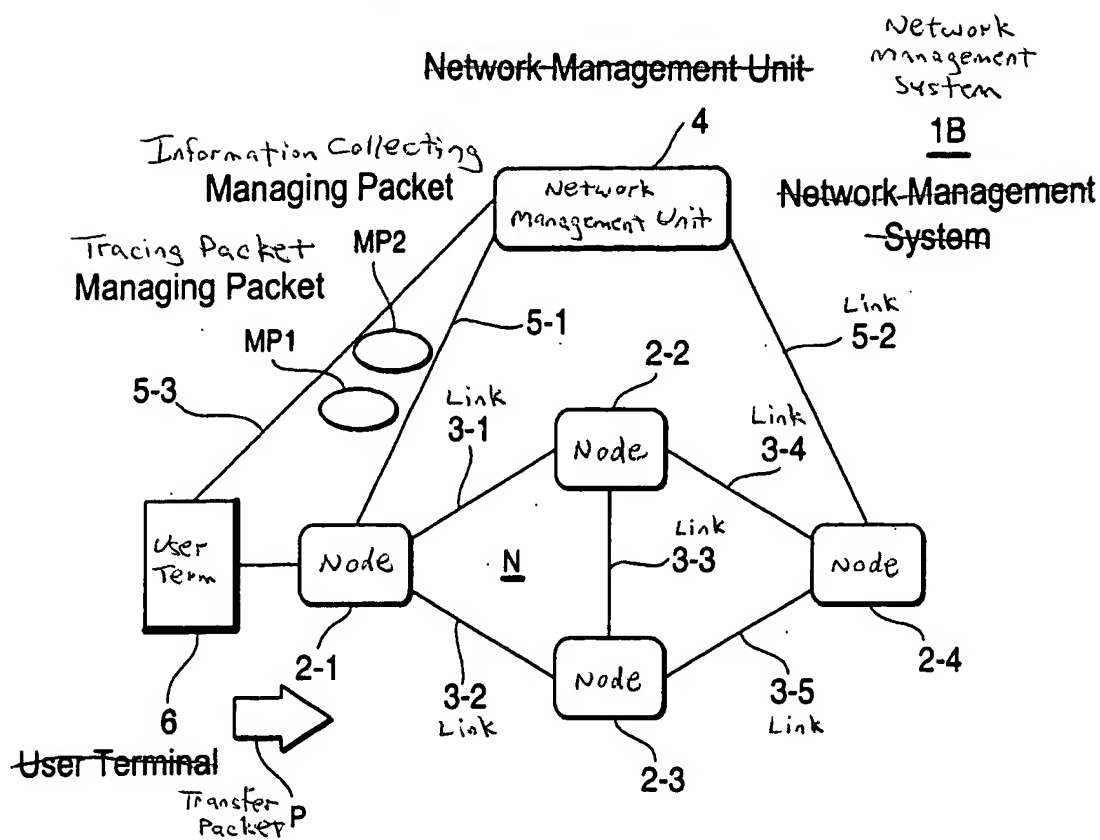 Network
Management
System
1B
Network Management
System
Network Management Unit
4
Information Collecting
Managing Packet
Network
Management Unit
Tracing Packet
Managing Packet
MP2
MP1
5-1
Link
5-2
5-3
2-2
Link
3-1
Node
Link
3-4
User
Term
Node
N
Link
3-3
Node
2-1
3-2
Link
Node
3-5
Link
2-4
6
User Terminal
2-3
Transfer
Packet P